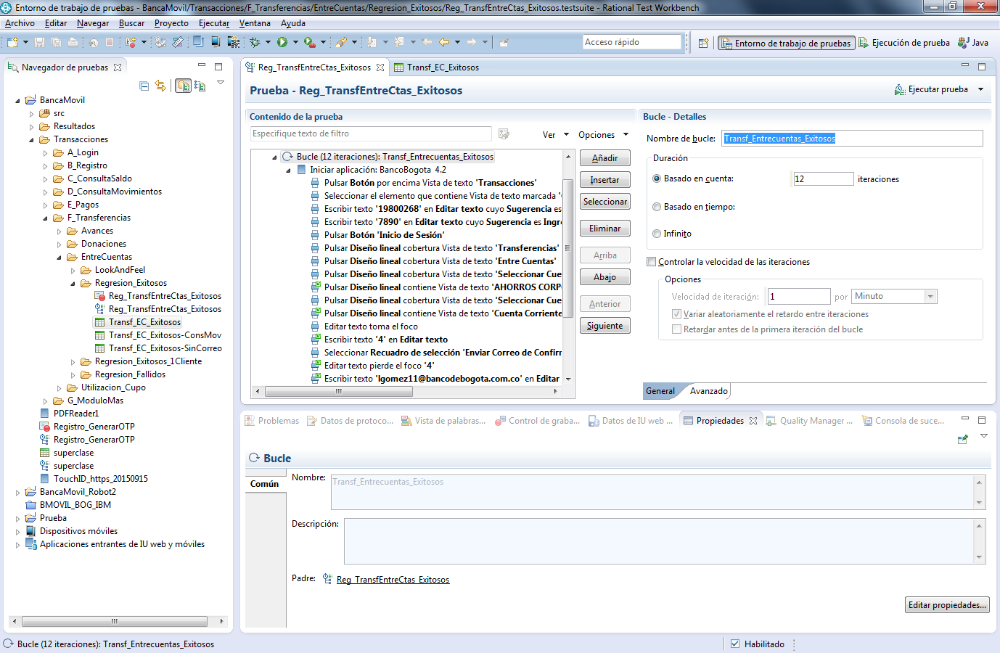 Entorno de trabajo de pruebas - BancaMovil/Transacciones/F_Transferencias/EntreCuentas/Regresion_Exitosos/Reg_TransfEntreCtas_Exitosos.testsuite - Rational Test Workbench
Archivo Editar Navegar Buscar Proyecto Ejecutar Ventana Ayuda
Acceso rápido
Entorno de trabajo de pruebas
Ejecución de prueba
Java
Navegador de pruebas
BancaMovil
src
Resultados
Transacciones
A_Login
B_Registro
C_ConsultaSaldo
D_ConsultaMovimientos
E_Pagos
F_Transferencias
Avances
Donaciones
EntreCuentas
LookAndFeel
Regresion_Exitosos
Reg_TransfEntreCtas_Exitosos
Reg_TransfEntreCtas_Exitosos
Transf_EC_Exitosos
Transf_EC_Exitosos-ConsMov
Transf_EC_Exitosos-SinCorreo
Regresion_Exitosos_1Cliente
Regresion_Fallidos
Utilizacion_Cupo
G_ModuloMas
PDFReader1
Registro_GenerarOTP
Registro_GenerarOTP
superclase
superclase
TouchID_https_20150915
BancaMovil_Robot2
BMOVIL_BOG_IBM
Prueba
Dispositivos móviles
Aplicaciones entrantes de IU web y móviles
Reg_TransfEntreCtas_Exitosos
Transf_EC_Exitosos
Prueba - Reg_TransfEntreCtas_Exitosos
Ejecutar prueba
Contenido de la prueba
Especifique texto de filtro
Ver
Opciones
Bucle (12 iteraciones): Transf_Entrecuentas_Exitosos
Iniciar aplicación: BancoBogota 4.2
Pulsar Botón por encima Vista de texto 'Transacciones'
Seleccionar el elemento que contiene Vista de texto marcada
Escribir texto '19800268' en Editar texto cuyo Sugerencia es
Escribir texto '7890' en Editar texto cuyo Sugerencia es Ingre
Pulsar Botón 'Inicio de Sesión'
Pulsar Diseño lineal cobertura Vista de texto 'Transferencias'
Pulsar Diseño lineal cobertura Vista de texto 'Entre Cuentas'
Pulsar Diseño lineal cobertura Vista de texto 'Seleccionar Cue
Pulsar Diseño lineal contiene Vista de texto 'AHORROS CORP
Pulsar Diseño lineal cobertura Vista de texto 'Seleccionar Cue
Pulsar Diseño lineal contiene Vista de texto 'Cuenta Corriente
Editar texto toma el foco
Escribir texto '4' en Editar texto
Seleccionar Recuadro de selección 'Enviar Correo de Confirr
Editar texto pierde el foco '4'
Escribir texto 'lgomez11@bancodebogota.com.co' en Editar
Añadir
Insertar
Seleccionar
Eliminar
Arriba
Abajo
Anterior
Siguiente
Bucle - Detalles
Nombre de bucle: Transf_Entrecuentas_Exitosos
Duración
Basado en cuenta: 12 iteraciones
Basado en tiempo:
Infinito
Controlar la velocidad de las iteraciones
Opciones
Velocidad de iteración: 1 por Minuto
Variar aleatoriamente el retardo entre iteraciones
Retardar antes de la primera iteración del bucle
General Avanzado
Problemas Datos de protoco... Vista de palabras... Control de graba... Datos de IU web ... Propiedades Quality Manager ... Consola de suce...
Bucle
Común
Nombre: Transf_Entrecuentas_Exitosos
Descripción:
Padre: Reg_TransfEntreCtas_Exitosos
Editar propiedades...
Bucle (12 iteraciones): Transf_Entrecuentas_Exitosos
Habilitado